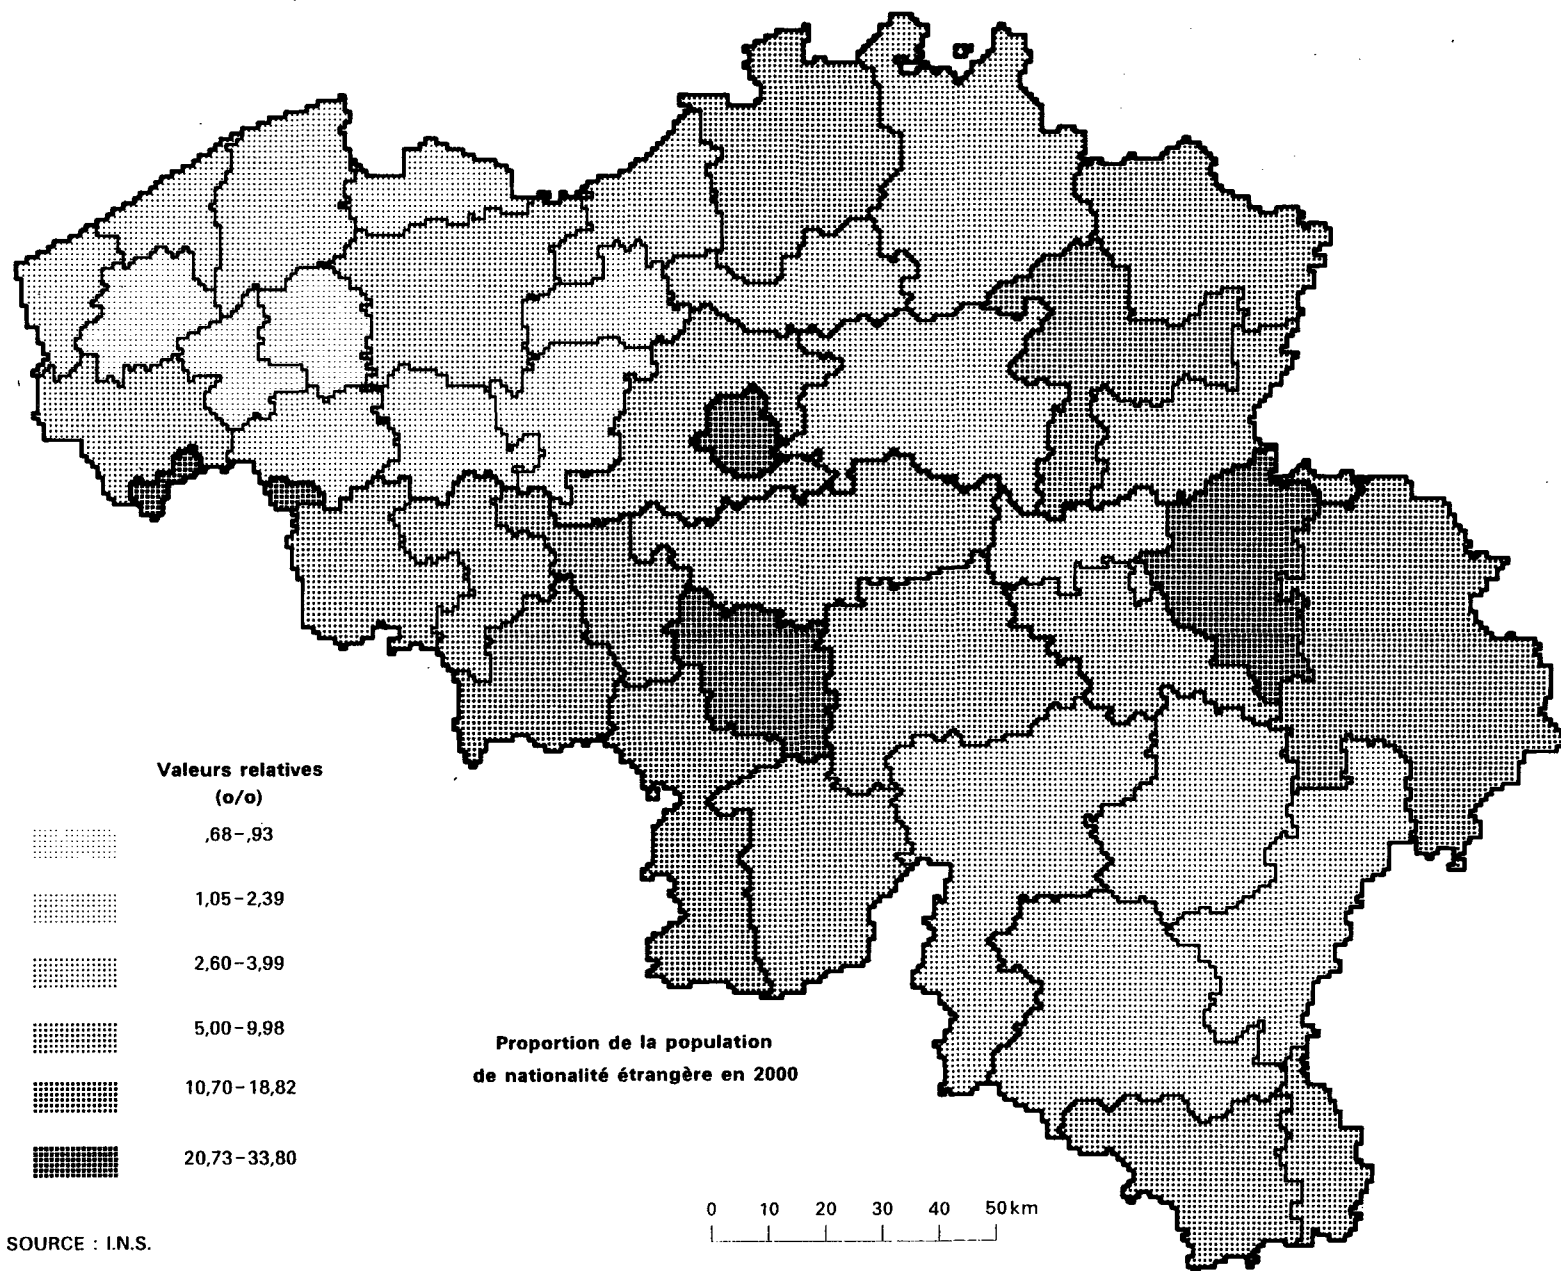 Valeurs relatives
(o/o)
,68–,93
1,05–2,39
2,60–3,99
5,00–9,98
10,70–18,82
20,73–33,80
Proportion de la population
de nationalité étrangère en 2000
0 10 20 30 40 50 km
SOURCE : I.N.S.